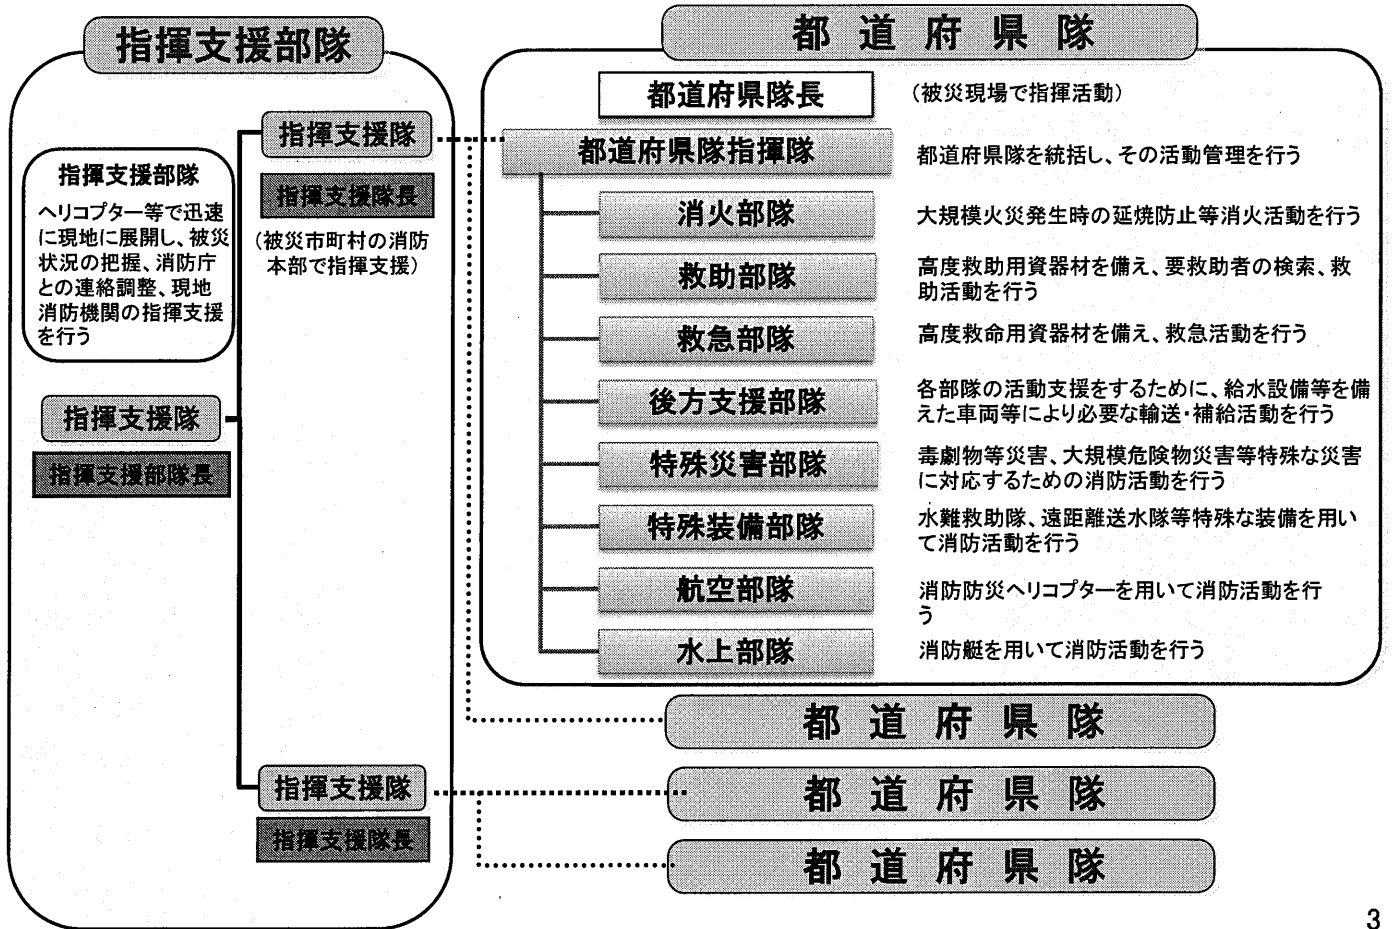 指揮支援部隊
指揮支援部隊
ヘリコプター等で迅速
に現地に展開し、被災
状況の把握、消防庁
との連絡調整、現地
消防機関の指揮支援
を行う
指揮支援隊
指揮支援部隊長
指揮支援隊
指揮支援隊長
(被災市町村の消防
本部で指揮支援)
指揮支援隊
指揮支援隊長
都道府県隊
都道府県隊長
(被災現場で指揮活動)
都道府県隊指揮隊
都道府県隊を統括し、その活動管理を行う
消火部隊
大規模火災発生時の延焼防止等消火活動を行う
救助部隊
高度救助用資器材を備え、要救助者の検索、救
助活動を行う
救急部隊
高度救命用資器材を備え、救急活動を行う
後方支援部隊
各部隊の活動支援をするために、給水設備等を備
えた車両等により必要な輸送・補給活動を行う
特殊災害部隊
毒劇物等災害、大規模危険物災害等特殊な災害
に対応するための消防活動を行う
特殊装備部隊
水難救助隊、遠距離送水隊等特殊な装備を用い
て消防活動を行う
航空部隊
消防防災ヘリコプターを用いて消防活動を行
う
水上部隊
消防艇を用いて消防活動を行う
都道府県隊
都道府県隊
都道府県隊
3